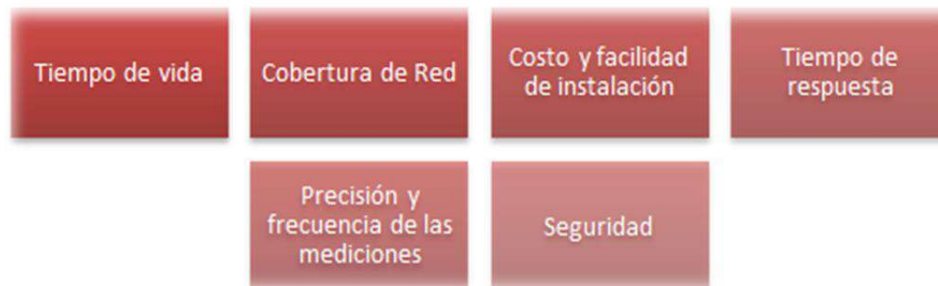 Tiempo de vida
Cobertura de Red
Costo y facilidad
de instalación
Tiempo de
respuesta
Precisión y
frecuencia de las
mediciones
Seguridad